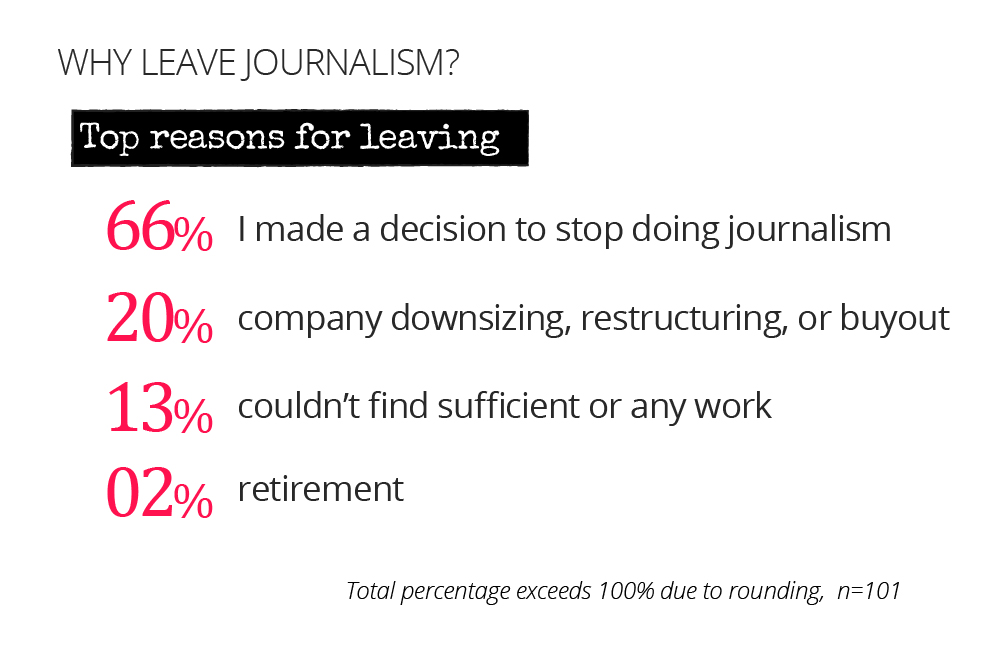 WHY LEAVE JOURNALISM?
Top reasons for leaving
66% I made a decision to stop doing journalism
20% company downsizing, restructuring, or buyout
13% couldn’t find sufficient or any work
02% retirement
Total percentage exceeds 100% due to rounding, n=101